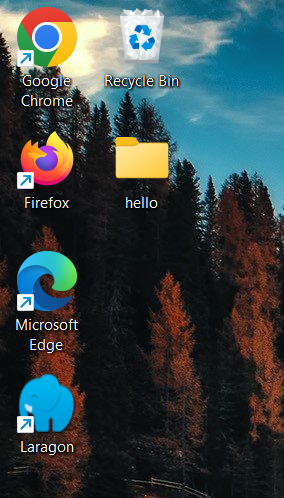 Google
Chrome
Recycle Bin
Firefox
hello
Microsoft
Edge
Laragon